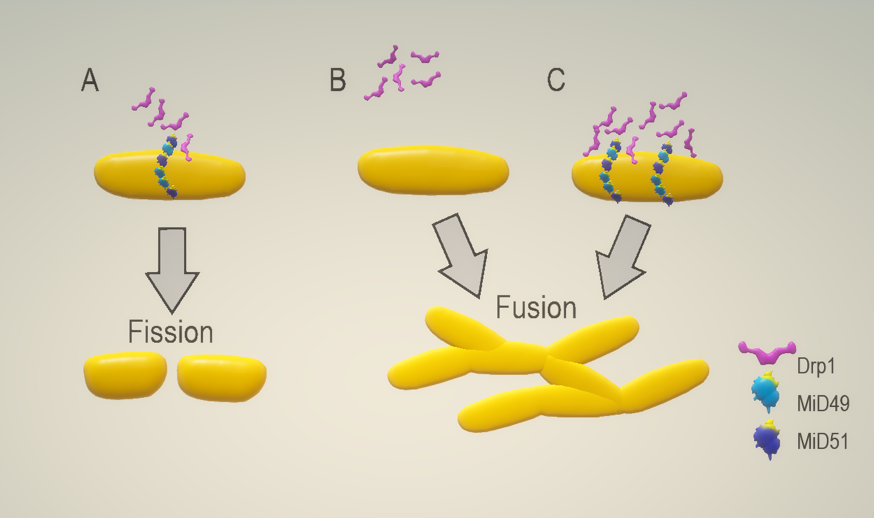 A
B
C
Fission
Fusion
Drp1
MiD49
MiD51